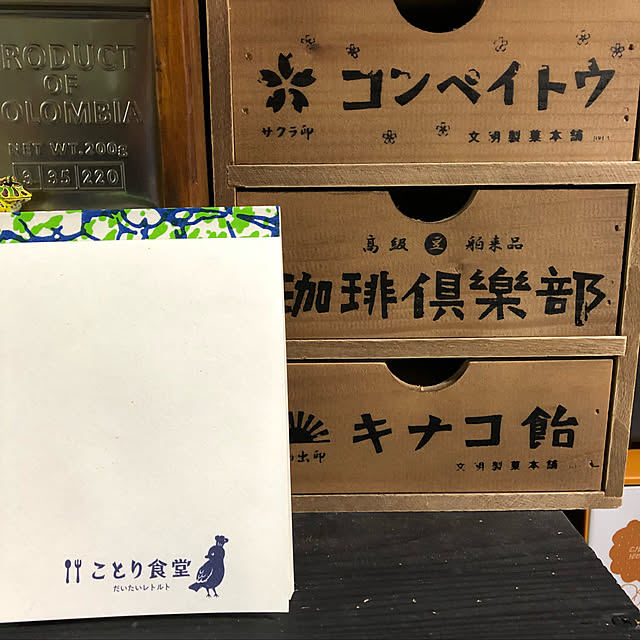 PRODUCT
OF
COLOMBIA
NET WT.200g
3 35 220
コンペイトウ
サクラ印
文明製菓本舗
高級 豆 舶来品
珈琲倶樂部
キナコ飴
出印
文明製菓本舗
ことり食堂
だいたいレトルト